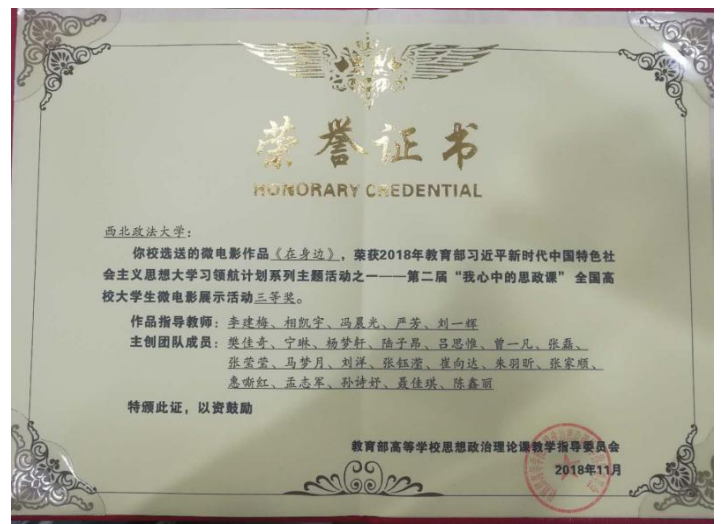 荣誉证书
HONORARY CREDENTIAL
西北政法大学：
你校选送的微电影作品《在身边》，荣获2018年教育部习近平新时代中国特色社
会主义思想大学习领航计划系列主题活动之一——第二届“我心中的思政课”全国高
校大学生微电影展示活动三等奖。
作品指导教师：李建梅、相凯宇、冯晨光、严芳、刘一辉
主创团队成员：樊佳奇、宁琳、杨梦轩、陆子昂、吕思惟、曾一凡、张磊、
张莹莹、马梦月、刘洋、张钰滢、崔向达、朱羽昕、张家顺、
惠嘶红、孟志军、孙诗妤、聂佳琪、陈鑫丽
特颁此证，以资鼓励
教育部高等学校思想政治理论课教学指导委员会
2018年11月